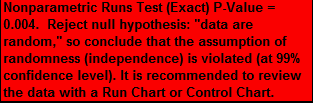 Nonparametric Runs Test (Exact) P-Value =
0.004.  Reject null hypothesis: "data are
random," so conclude that the assumption of
randomness (independence) is violated (at 99%
confidence level). It is recommended to review
the data with a Run Chart or Control Chart.